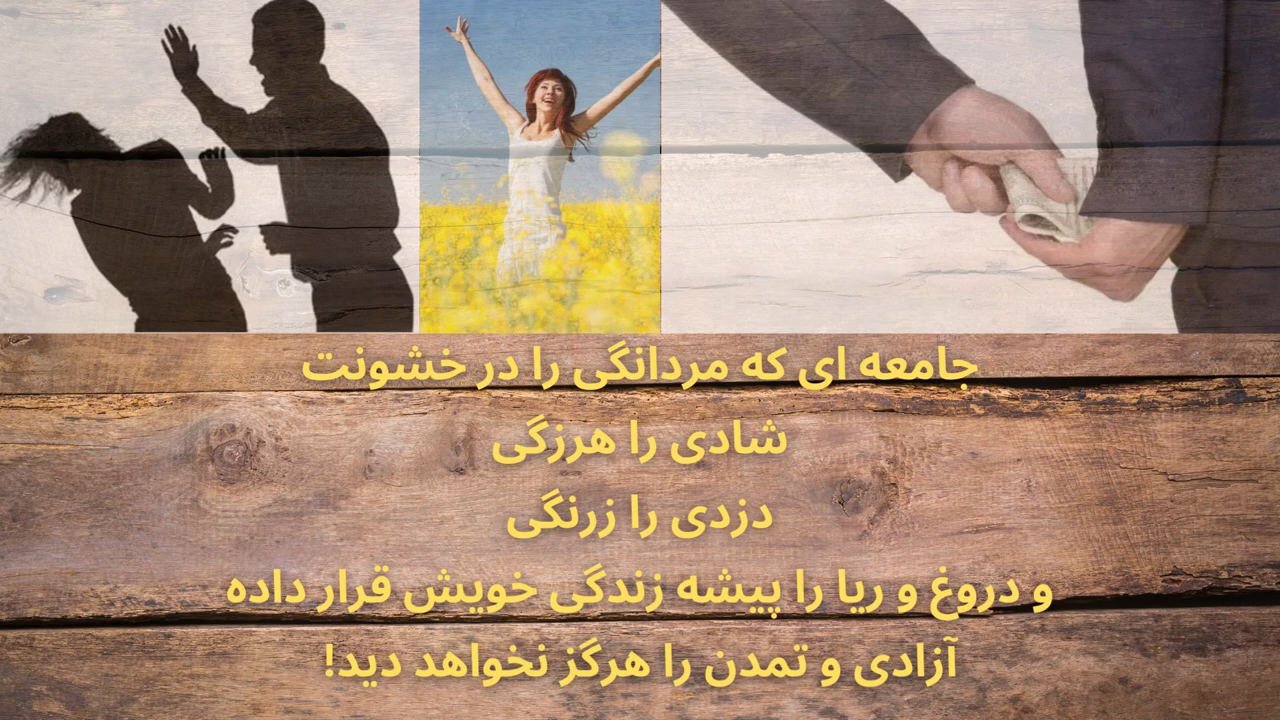 جامعه ای که مردانگی را در خشونت
شادی را هرزگی
دزدی را زرنگی
و دروغ و ریا را پیشه زندگی خویش قرار داده
آزادی و تمدن را هرگز نخواهد دید!